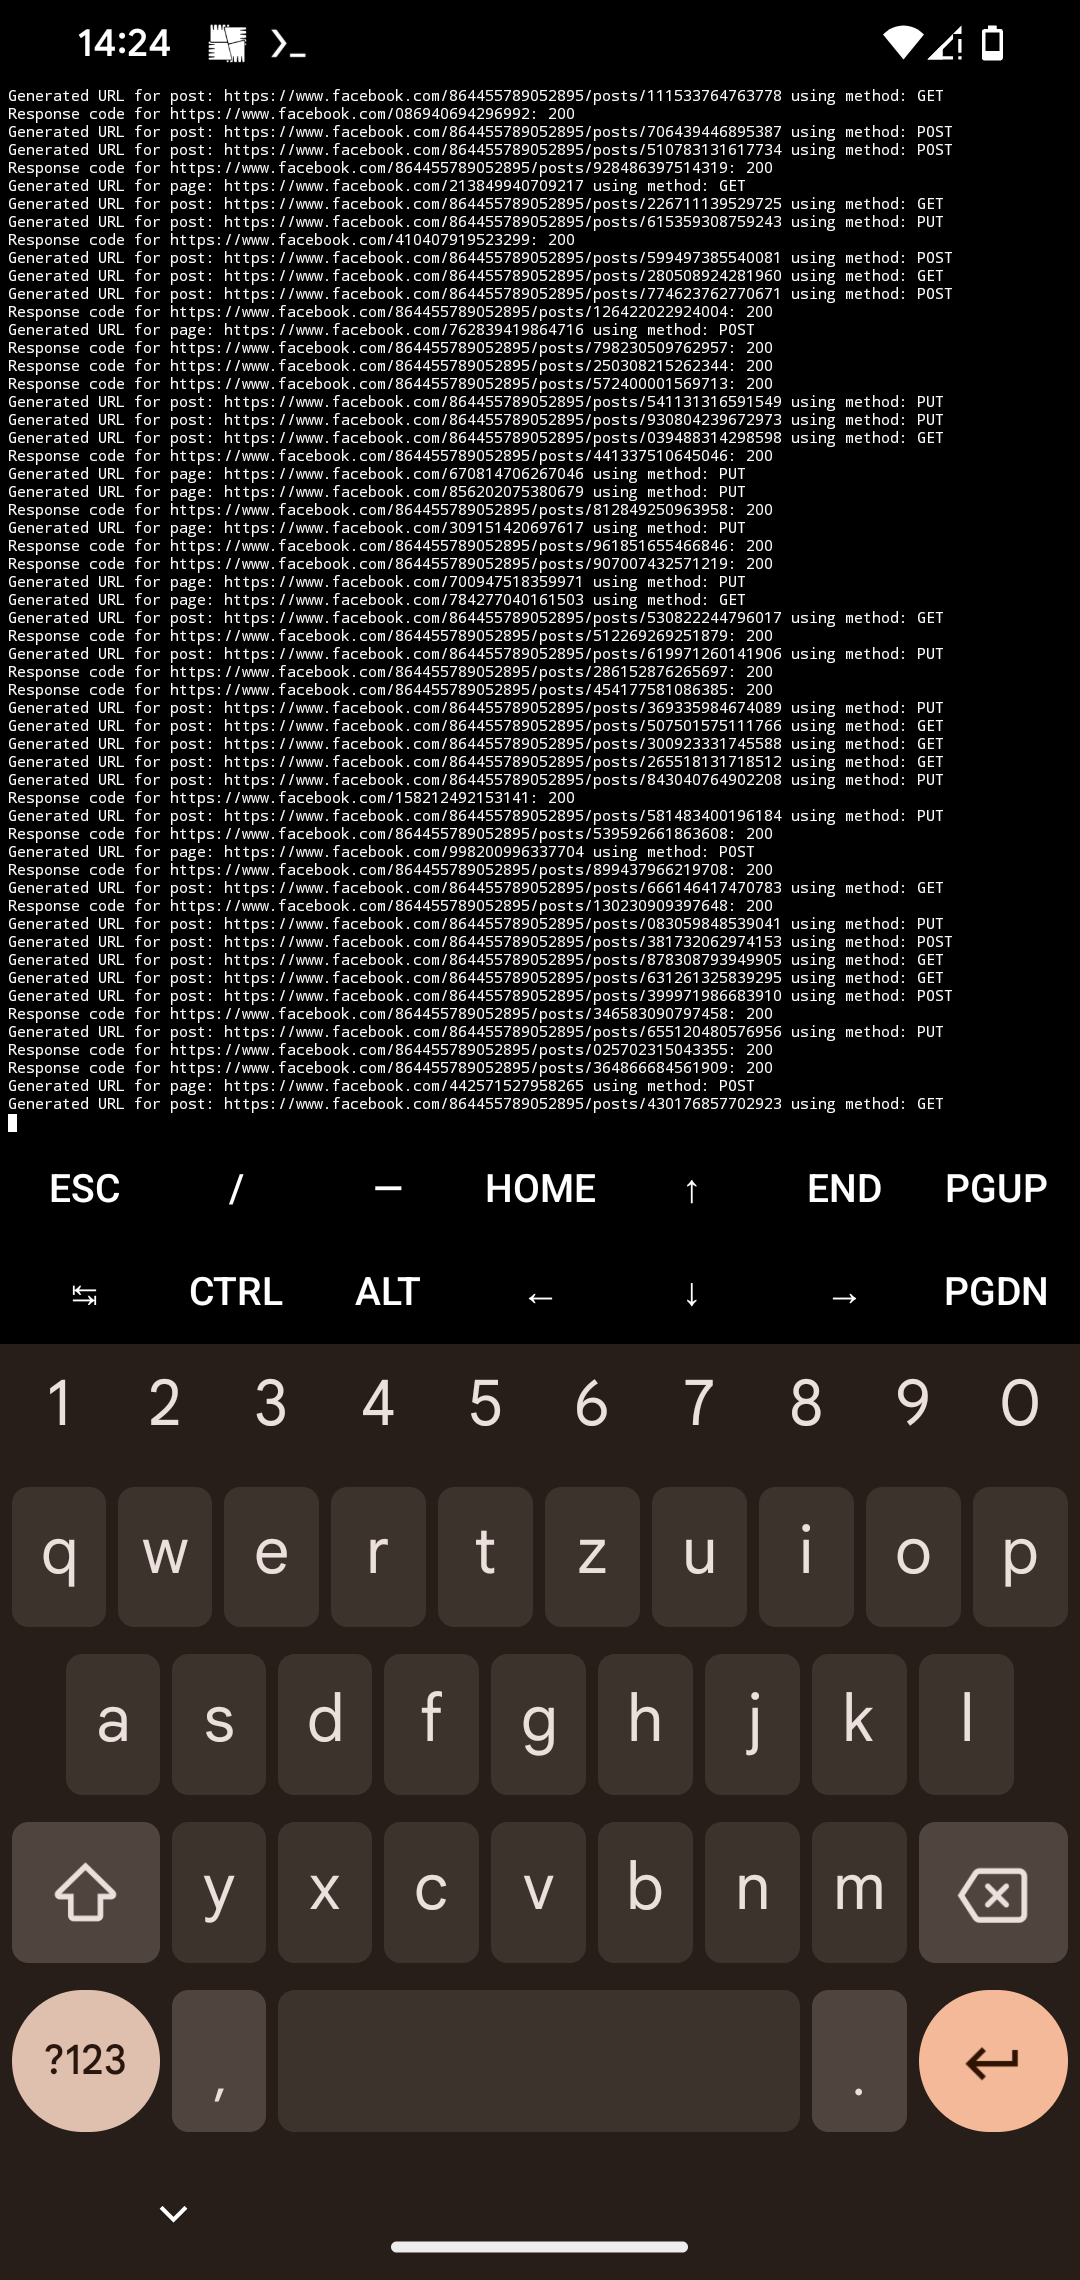 14:24
Generated URL for post: https://www.facebook.com/864455789052895/posts/111533764763778 using method: GET
Response code for https://www.facebook.com/086940694296992: 200
Generated URL for post: https://www.facebook.com/864455789052895/posts/706439446895387 using method: POST
Generated URL for post: https://www.facebook.com/864455789052895/posts/510783131617734 using method: POST
Response code for https://www.facebook.com/864455789052895/posts/928486397514319: 200
Generated URL for page: https://www.facebook.com/213849940709217 using method: GET
Generated URL for post: https://www.facebook.com/864455789052895/posts/226711139529725 using method: GET
Generated URL for post: https://www.facebook.com/864455789052895/posts/615359308759243 using method: PUT
Response code for https://www.facebook.com/410407919523299: 200
Generated URL for post: https://www.facebook.com/864455789052895/posts/599497385540081 using method: POST
Generated URL for post: https://www.facebook.com/864455789052895/posts/280508924281960 using method: GET
Generated URL for post: https://www.facebook.com/864455789052895/posts/774623762770671 using method: POST
Response code for https://www.facebook.com/864455789052895/posts/126422022924004: 200
Generated URL for page: https://www.facebook.com/762839419864716 using method: POST
Response code for https://www.facebook.com/864455789052895/posts/798230509762957: 200
Response code for https://www.facebook.com/864455789052895/posts/250308215262344: 200
Response code for https://www.facebook.com/864455789052895/posts/572400001569713: 200
Generated URL for post: https://www.facebook.com/864455789052895/posts/541131316591549 using method: PUT
Generated URL for post: https://www.facebook.com/864455789052895/posts/930804239672973 using method: PUT
Generated URL for post: https://www.facebook.com/864455789052895/posts/039488314298598 using method: GET
Response code for https://www.facebook.com/864455789052895/posts/441337510645046: 200
Generated URL for page: https://www.facebook.com/670814706267046 using method: PUT
Generated URL for page: https://www.facebook.com/856202075380679 using method: PUT
Response code for https://www.facebook.com/864455789052895/posts/812849250963958: 200
Generated URL for page: https://www.facebook.com/309151420697617 using method: PUT
Response code for https://www.facebook.com/864455789052895/posts/961851655466846: 200
Response code for https://www.facebook.com/864455789052895/posts/907007432571219: 200
Generated URL for page: https://www.facebook.com/700947518359971 using method: PUT
Generated URL for page: https://www.facebook.com/784277040161503 using method: GET
Generated URL for post: https://www.facebook.com/864455789052895/posts/530822244796017 using method: GET
Response code for https://www.facebook.com/864455789052895/posts/512269269251879: 200
Generated URL for post: https://www.facebook.com/864455789052895/posts/619971260141906 using method: PUT
Response code for https://www.facebook.com/864455789052895/posts/286152876265697: 200
Response code for https://www.facebook.com/864455789052895/posts/454177581086385: 200
Generated URL for post: https://www.facebook.com/864455789052895/posts/369335984674089 using method: PUT
Generated URL for post: https://www.facebook.com/864455789052895/posts/507501575111766 using method: GET
Generated URL for post: https://www.facebook.com/864455789052895/posts/300923331745588 using method: GET
Generated URL for post: https://www.facebook.com/864455789052895/posts/265518131718512 using method: GET
Generated URL for post: https://www.facebook.com/864455789052895/posts/843040764902208 using method: PUT
Response code for https://www.facebook.com/158212492153141: 200
Generated URL for post: https://www.facebook.com/864455789052895/posts/581483400196184 using method: PUT
Response code for https://www.facebook.com/864455789052895/posts/539592661863608: 200
Generated URL for page: https://www.facebook.com/998200996337704 using method: POST
Response code for https://www.facebook.com/864455789052895/posts/899437966219708: 200
Generated URL for post: https://www.facebook.com/864455789052895/posts/666146417470783 using method: GET
Response code for https://www.facebook.com/864455789052895/posts/130230909397648: 200
Generated URL for post: https://www.facebook.com/864455789052895/posts/083059848539041 using method: PUT
Generated URL for post: https://www.facebook.com/864455789052895/posts/381732062974153 using method: POST
Generated URL for post: https://www.facebook.com/864455789052895/posts/878308793949905 using method: GET
Generated URL for post: https://www.facebook.com/864455789052895/posts/631261325839295 using method: GET
Generated URL for post: https://www.facebook.com/864455789052895/posts/399971986683910 using method: POST
Response code for https://www.facebook.com/864455789052895/posts/346583090797458: 200
Generated URL for post: https://www.facebook.com/864455789052895/posts/655120480576956 using method: PUT
Response code for https://www.facebook.com/864455789052895/posts/025702315043355: 200
Response code for https://www.facebook.com/864455789052895/posts/364866684561909: 200
Generated URL for page: https://www.facebook.com/442571527958265 using method: POST
Generated URL for post: https://www.facebook.com/864455789052895/posts/430176857702923 using method: GET
ESC / — HOME ↑ END PGUP
↹ CTRL ALT ← ↓ → PGDN
1 2 3 4 5 6 7 8 9 0
q w e r t z u i o p
a s d f g h j k l
y x c v b n m
?123 , .